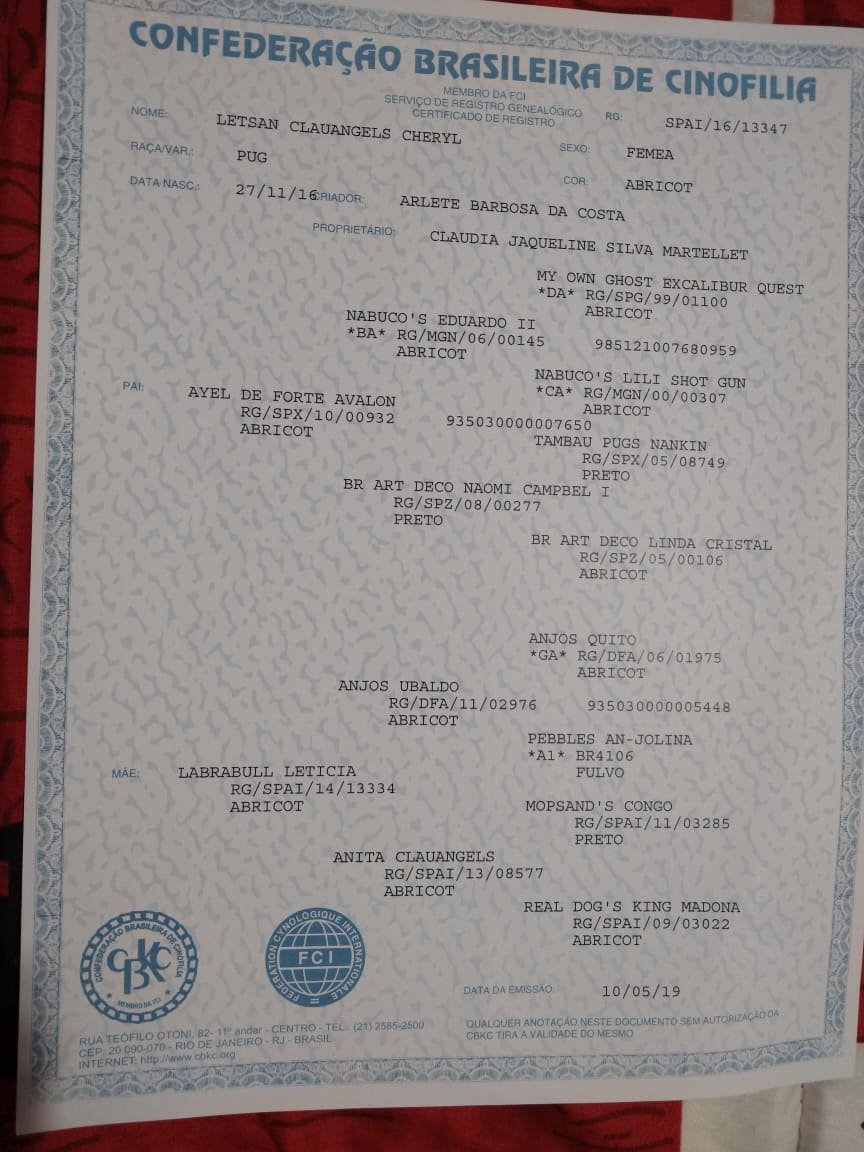 CONFEDERAÇÃO BRASILEIRA DE CINOFILIA
MEMBRO DA FCI
SERVIÇO DE REGISTRO GENEALÓGICO
CERTIFICADO DE REGISTRO
RG: SPAI/16/13347
NOME: LETSAN CLAUANGELS CHERYL
SEXO: FEMEA
RAÇA/VAR.: PUG
COR: ABRICOT
DATA NASC.: 27/11/16 CRIADOR: ARLETE BARBOSA DA COSTA
PROPRIETÁRIO: CLAUDIA JAQUELINE SILVA MARTELLET
MY OWN GHOST EXCALIBUR QUEST
*DA* RG/SPG/99/01100
ABRICOT
NABUCO'S EDUARDO II
*BA* RG/MGN/06/00145
ABRICOT
985121007680959
NABUCO'S LILI SHOT GUN
*CA* RG/MGN/00/00307
ABRICOT
PAI: AYEL DE FORTE AVALON
RG/SPX/10/00932
ABRICOT
935030000007650
TAMBAU PUGS NANKIN
RG/SPX/05/08749
PRETO
BR ART DECO NAOMI CAMPBEL I
RG/SPZ/08/00277
PRETO
BR ART DECO LINDA CRISTAL
RG/SPZ/05/00106
ABRICOT
ANJOS QUITO
*GA* RG/DFA/06/01975
ABRICOT
ANJOS UBALDO
RG/DFA/11/02976
ABRICOT
935030000005448
PEBBLES AN-JOLINA
*A1* BR4106
FULVO
MÃE: LABRABULL LETICIA
RG/SPAI/14/13334
ABRICOT
MOPSAND'S CONGO
RG/SPAI/11/03285
PRETO
ANITA CLAUANGELS
RG/SPAI/13/08577
ABRICOT
REAL DOG'S KING MADONA
RG/SPAI/09/03022
ABRICOT
CONFEDERAÇÃO BRASILEIRA DE CINOFILIA
CBKC
MEMBRO DA FCI
FEDERATION CYNOLOGIQUE INTERNATIONALE
FCI
DATA DA EMISSÃO 10/05/19
RUA TEÓFILO OTONI, 82- 11º andar - CENTRO - TEL.: (21) 2585-2500
CEP: 20.090-070 - RIO DE JANEIRO - RJ - BRASIL
INTERNET: http://www.cbkc.org
QUALQUER ANOTAÇÃO NESTE DOCUMENTO SEM AUTORIZAÇÃO DA
CBKC TIRA A VALIDADE DO MESMO